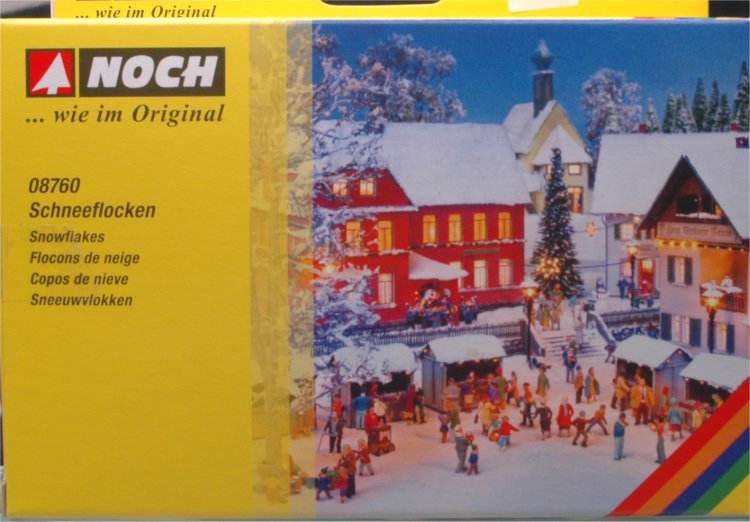 ... wie im Original
NOCH
... wie im Original
08760
Schneeflocken
Snowflakes
Flocons de neige
Copos de nieve
Sneeuwvlokken